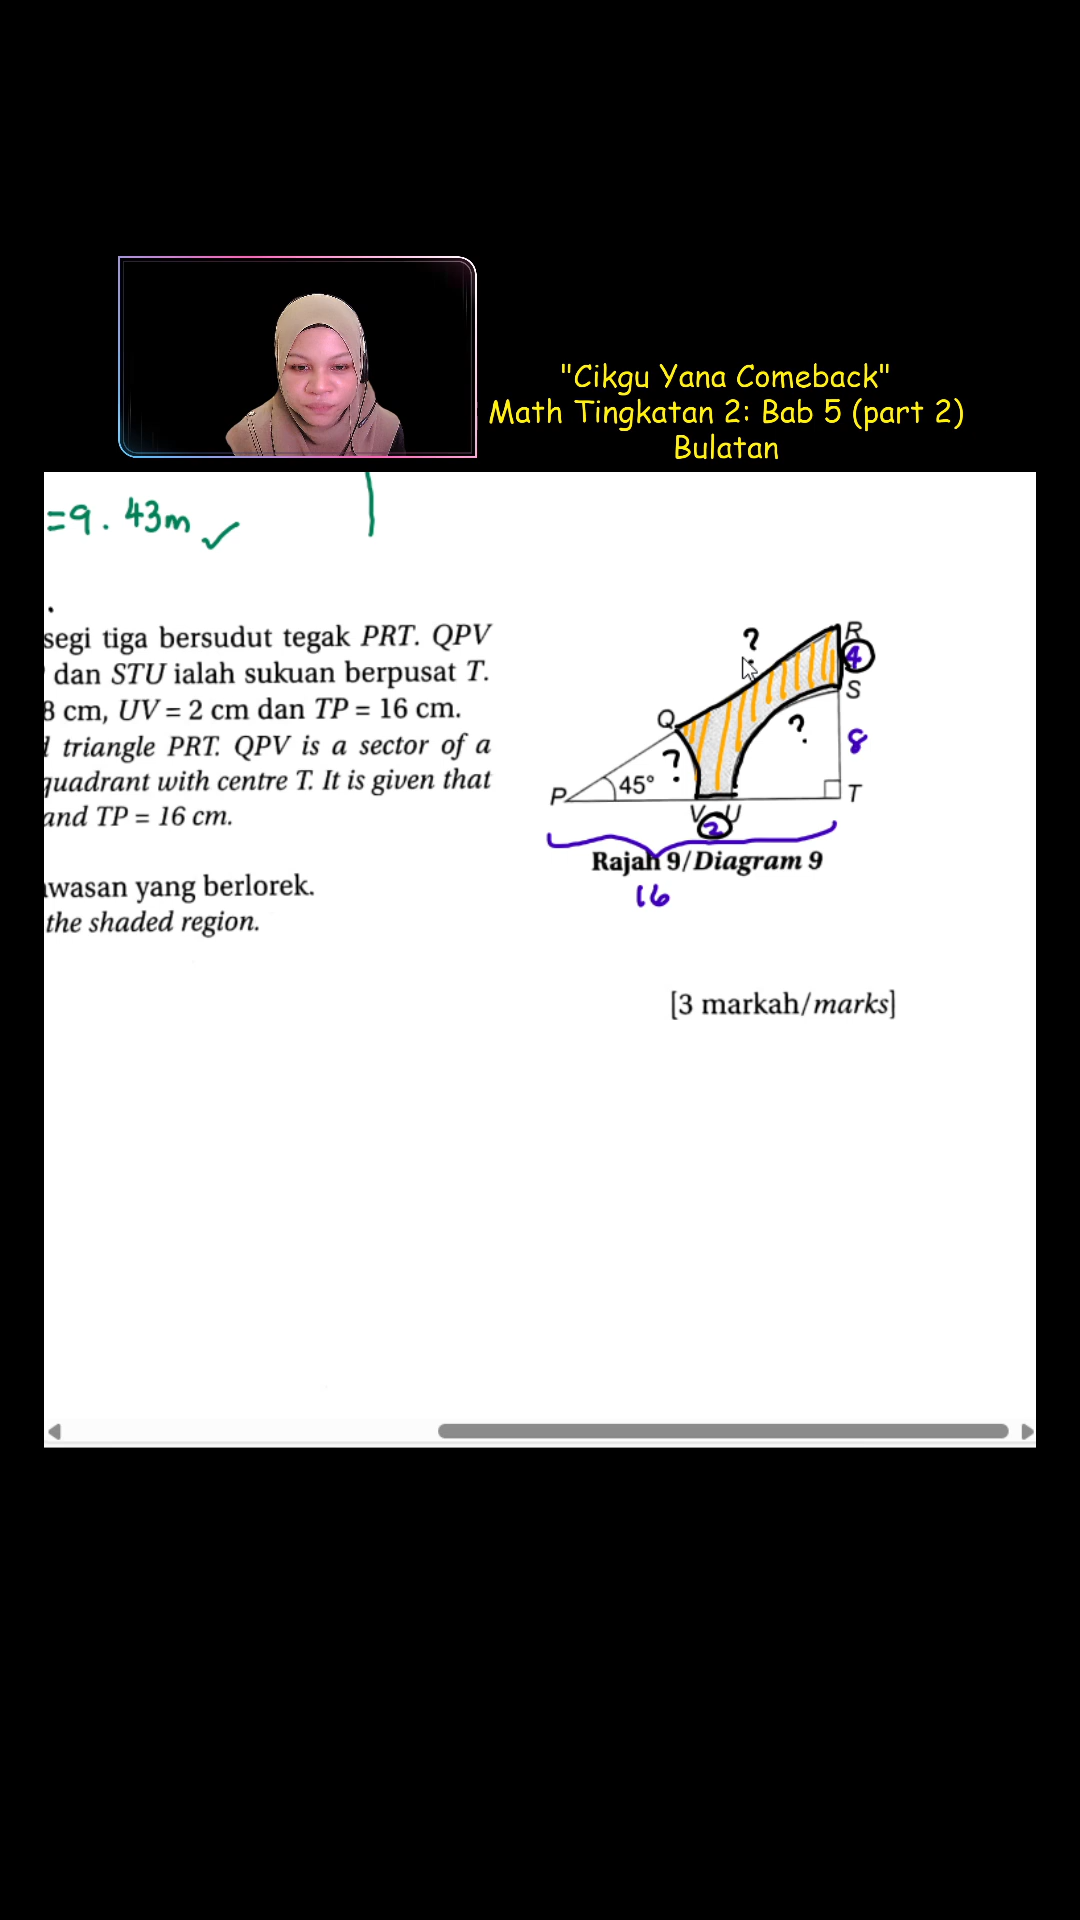 "Cikgu Yana Comeback"
Math Tingkatan 2: Bab 5 (part 2)
Bulatan
=9.43m ✓
segi tiga bersudut tegak PRT. QPV
dan STU ialah sukuan berpusat T.
8 cm, UV = 2 cm dan TP = 16 cm.
triangle PRT. QPV is a sector of a
quadrant with centre T. It is given that
and TP = 16 cm.
wasan yang berlorek.
the shaded region.
R
?
4
S
Q
?
8
?
45°
P
T
V
U
2
Rajah 9/Diagram 9
16
[3 markah/marks]